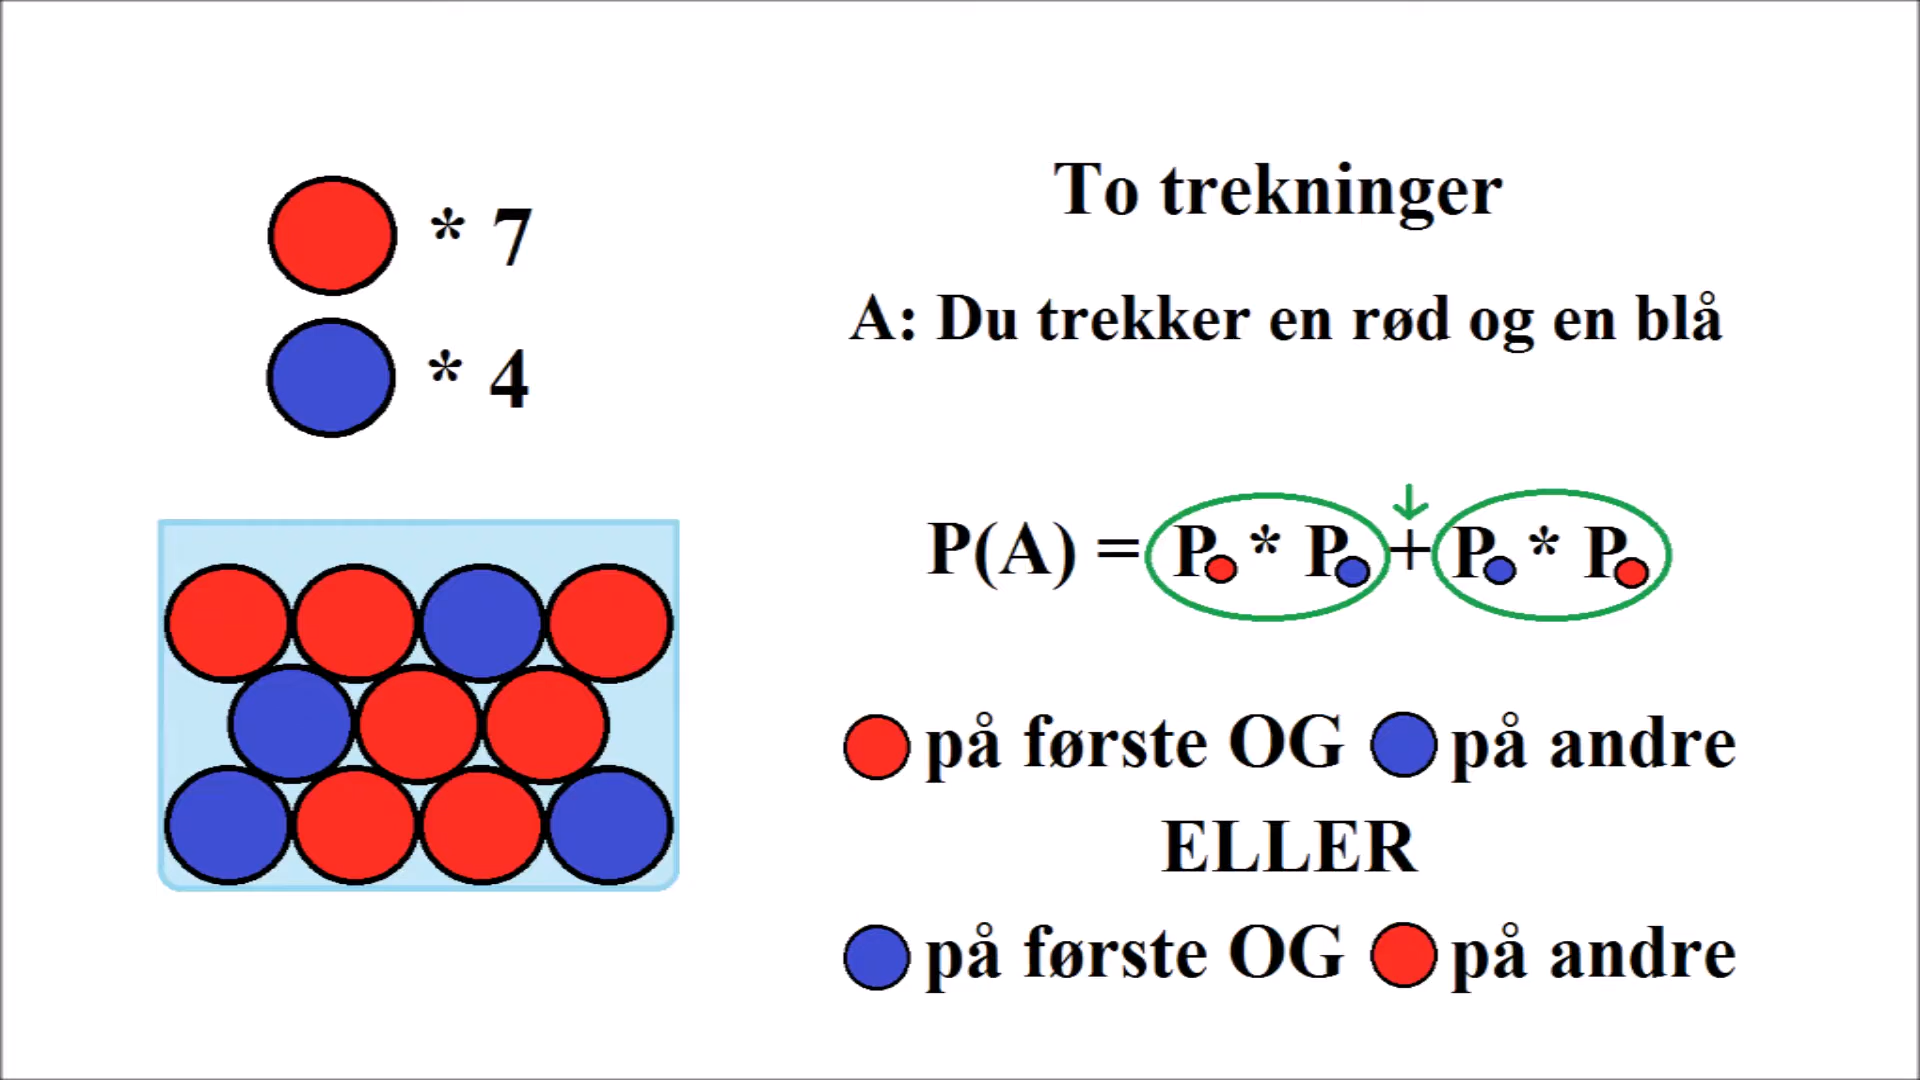 * 7
* 4
To trekninger
A: Du trekker en rød og en blå
P(A) = P * P + P * P
på første OG på andre
ELLER
på første OG på andre